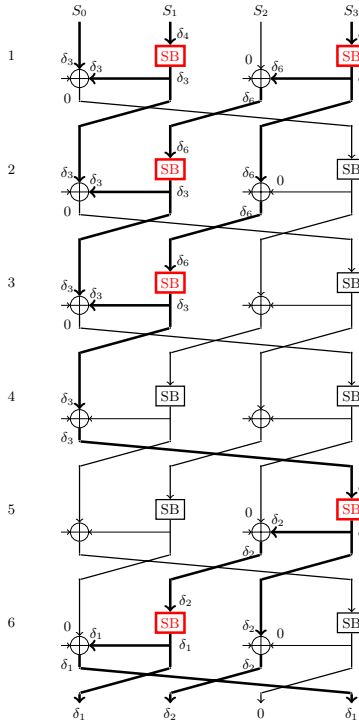 S₀ S₁ S₂ S₃
δ₄
1 SB SB
δ₃ 0
δ₃ δ₃ δ₆
0 δ₆
δ₆
2 SB SB
δ₃ δ₆
δ₃ δ₃ 0
0 δ₆
δ₆
3 SB SB
δ₃
δ₃ δ₃
0
4 SB SB
δ₃
δ₃
5 SB SB
0
δ₂
δ₂
δ₂
6 SB SB
0 δ₂
δ₁ δ₁ 0
δ₁ δ₂
δ₁ δ₂ 0 δ₁